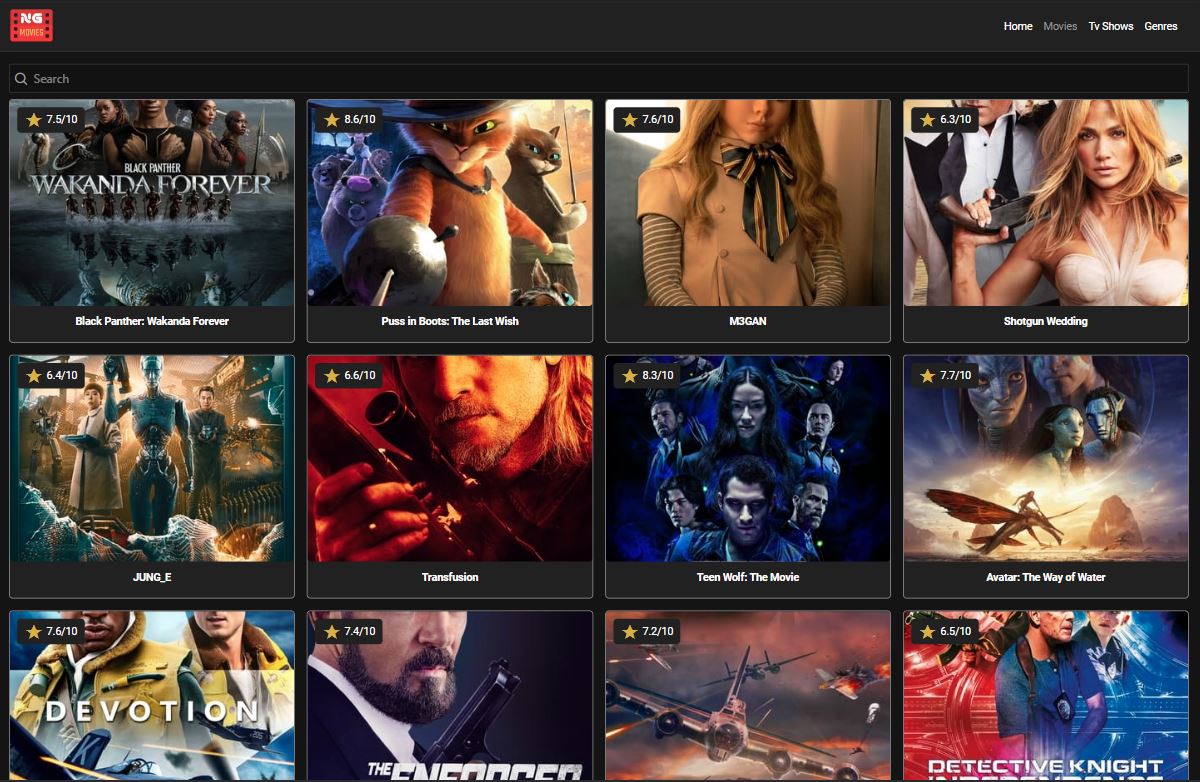 NG
MOVIES
Home Movies Tv Shows Genres
Search
7.5/10
BLACK PANTHER
WAKANDA FOREVER
Black Panther: Wakanda Forever
8.6/10
Puss in Boots: The Last Wish
7.6/10
M3GAN
6.3/10
Shotgun Wedding
6.4/10
JUNG_E
6.6/10
Transfusion
8.3/10
Teen Wolf: The Movie
7.7/10
Avatar: The Way of Water
7.6/10
DEVOTION
205
7.4/10
THE ENFORCER
7.2/10
6.5/10
DETECTIVE KNIGHT